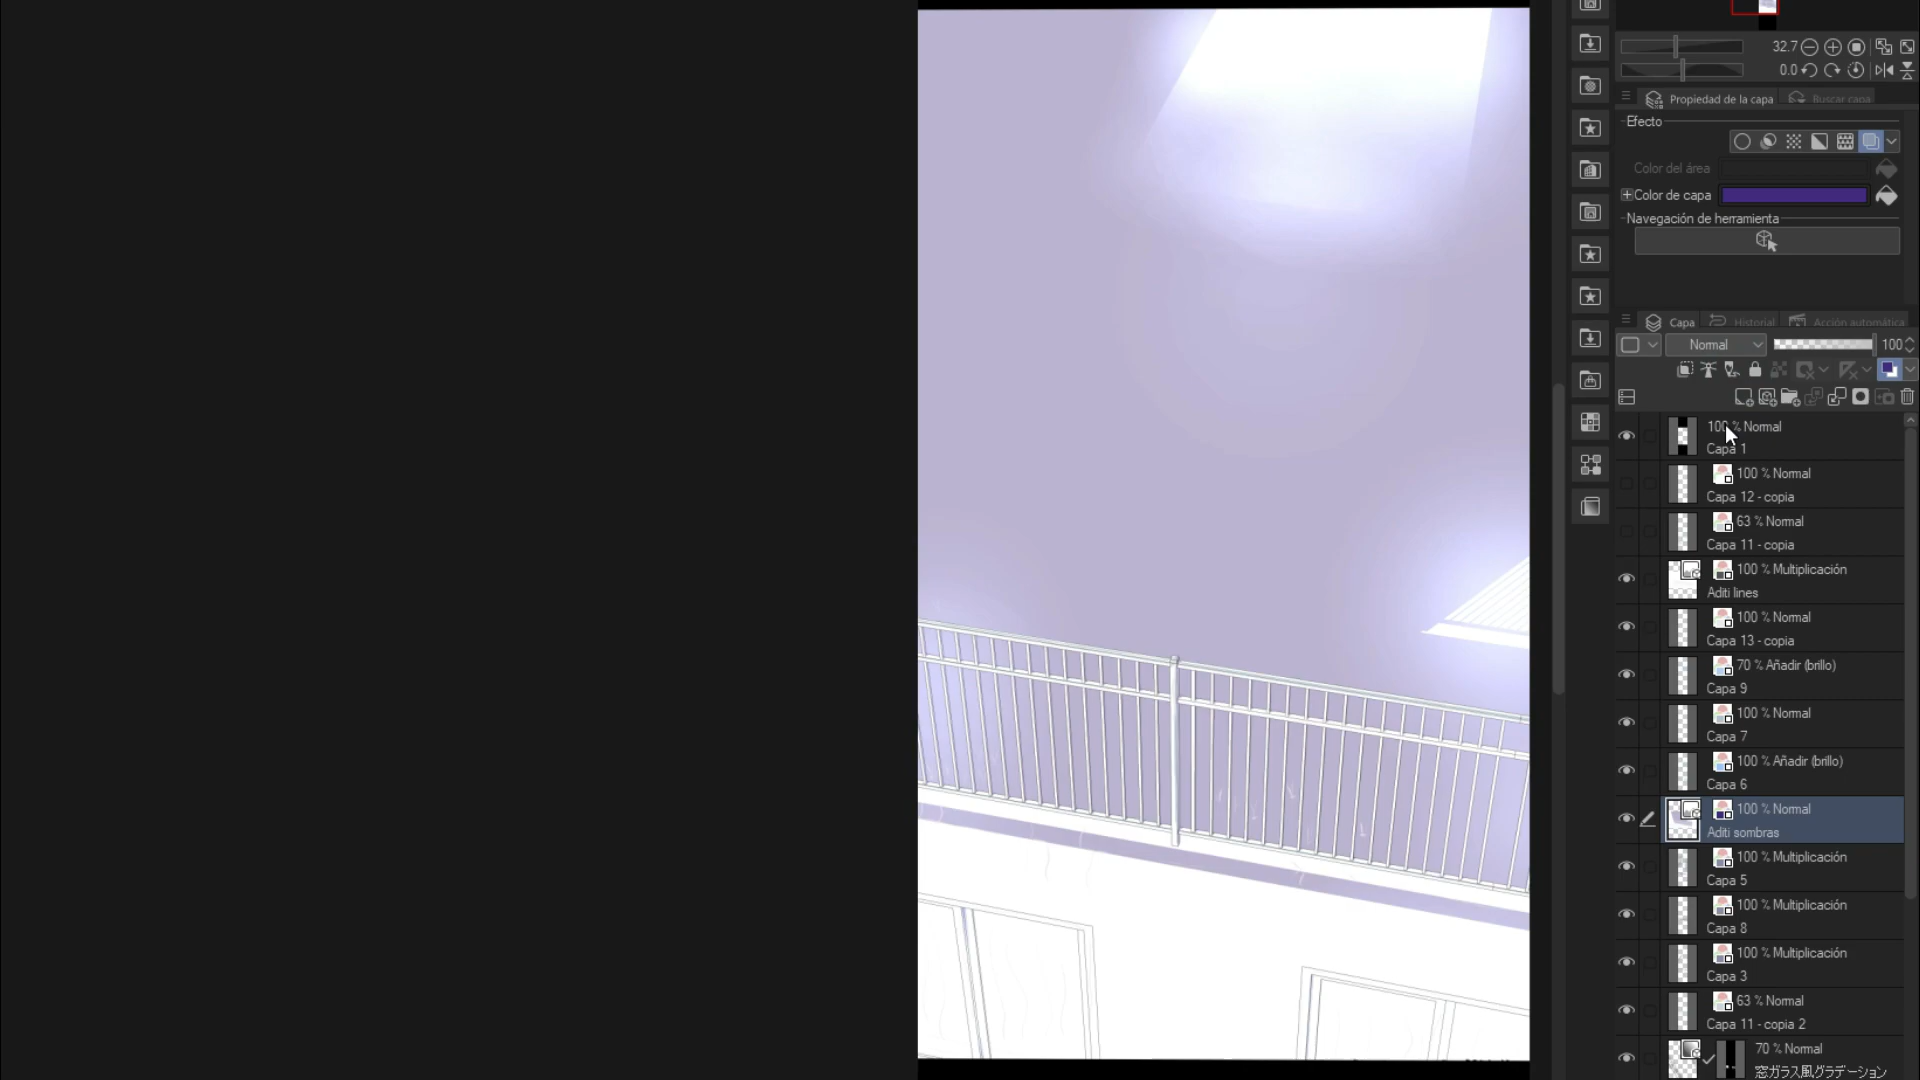 32.7
0.0
Propiedad de la capa
Buscar capa
Efecto
Color del área
Color de capa
Navegación de herramienta
Capa
Historial
Acción automática
Normal
100
100 % Normal
Capa 1
100 % Normal
Capa 12 - copia
63 % Normal
Capa 11 - copia
100 % Multiplicación
Aditi lines
100 % Normal
Capa 13 - copia
70 % Añadir (brillo)
Capa 9
100 % Normal
Capa 7
100 % Añadir (brillo)
Capa 6
100 % Normal
Aditi sombras
100 % Multiplicación
Capa 5
100 % Multiplicación
Capa 8
100 % Multiplicación
Capa 3
63 % Normal
Capa 11 - copia 2
70 % Normal
窓ガラス風グラデーション